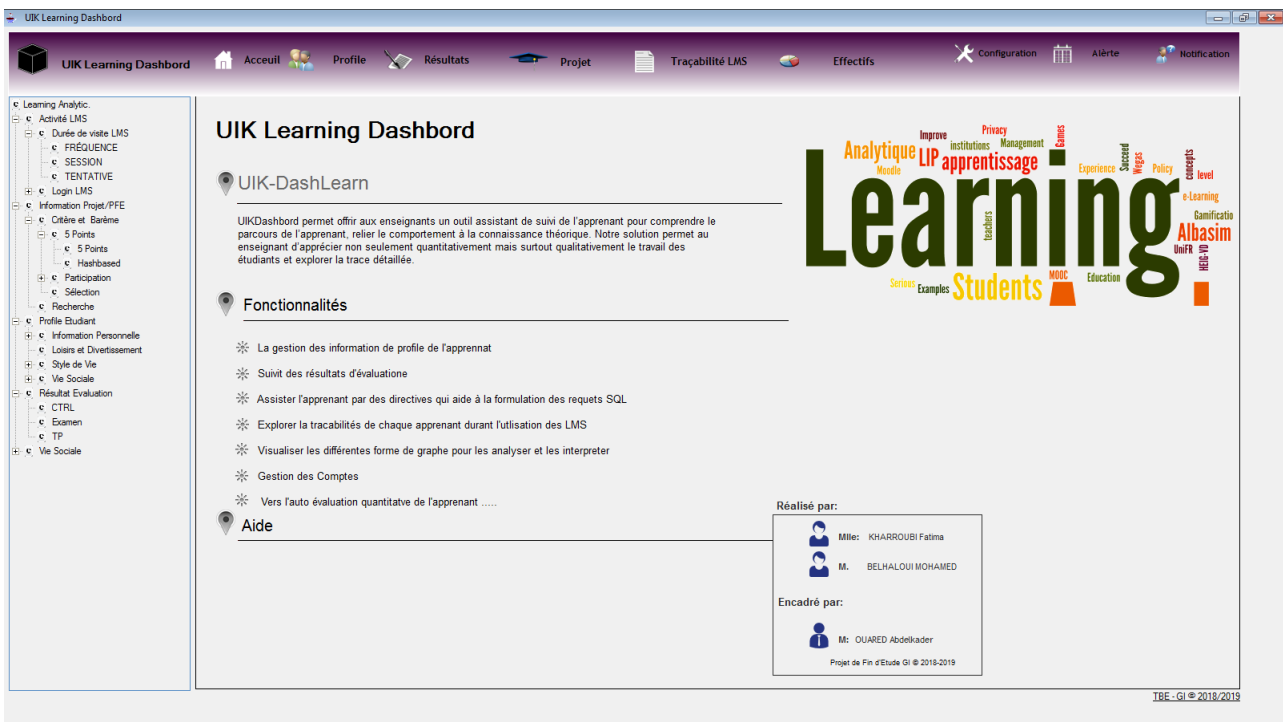 UIK Learning Dashbord
UIK Learning Dashbord
Acceuil
Profile
Résultats
Projet
Traçabilité LMS
Effectifs
Configuration
Alèrte
Notification
Learning Analytic.
Activité LMS
Durée de visite LMS
FRÉQUENCE
SESSION
TENTATIVE
Login LMS
Information Projet/PFE
Critère et Barème
5 Points
5 Points
Hashbased
Participation
Sélection
Recherche
Profile Etudiant
Information Personnelle
Loisirs et Divertissement
Style de Vie
Vie Sociale
Résultat Evaluation
CTRL
Examen
TP
Vie Sociale
UIK Learning Dashbord
UIK-DashLearn
UIKDashbord permet offrir aux enseignants un outil assistant de suivi de l'apprenant pour comprendre le
parcours de l'apprenant, relier le comportement à la connaissance théorique. Notre solution permet au
enseignant d'apprécier non seulement quantitativement mais surtout qualitativement le travail des
étudiants et explorer la trace détaillée.
Fonctionnalités
La gestion des information de profile de l'apprennat
Suivit des résultats d'évaluatione
Assister l'apprenant par des directives qui aide à la formulation des requets SQL
Explorer la tracabilités de chaque apprenant durant l'utlisation des LMS
Visualiser les différentes forme de graphe pour les analyser et les interpreter
Gestion des Comptes
Vers l'auto évaluation quantitatve de l'apprenant .....
Aide
Improve
Privacy
Games
Analytique
institutions
Management
LIP
apprentissage
Moodle
Experience
Succeed
Wegas
Policy
concepts
level
Learning
e-Learning
teachers
Gamificatio
Albasim
UniFR
HEIG-VD
Serious
Examples
Students
MOOC
Education
Réalisé par:
Mlle: KHARROUBI Fatima
M. BELHALOUI MOHAMED
Encadré par:
M: OUARED Abdelkader
Projet de Fin d'Etude GI © 2018-2019
TBE - GI © 2018/2019